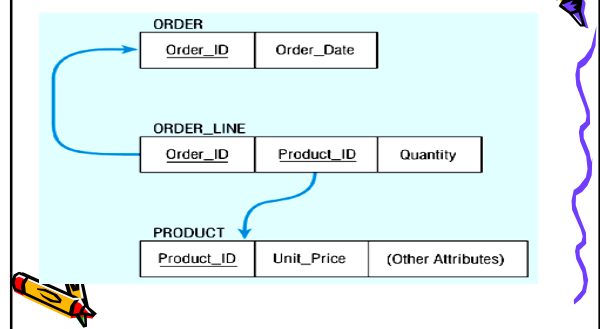 ORDER
Order_ID Order_Date
ORDER_LINE
Order_ID Product_ID Quantity
PRODUCT
Product_ID Unit_Price (Other Attributes)